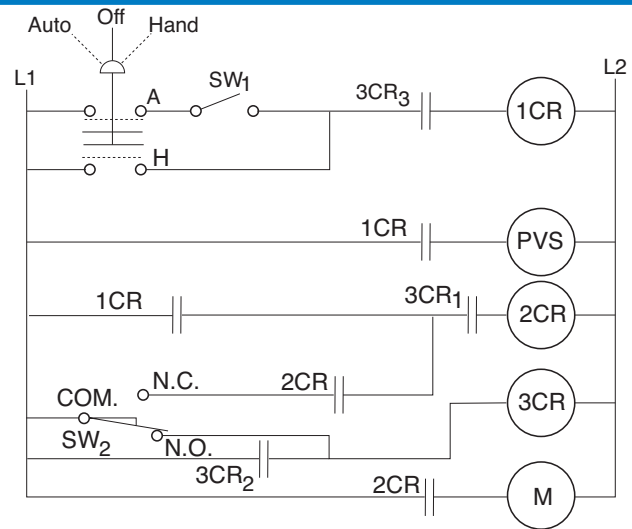 Off
Auto
Hand
L1
L2
A
SW1
3CR3
1CR
H
1CR
PVS
1CR
3CR1
2CR
N.C.
2CR
3CR
COM.
SW2
N.O.
3CR2
2CR
M